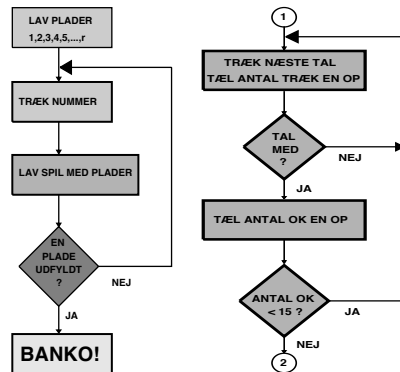 LAV PLADER
1,2,3,4,5,...,r
TRÆK NUMMER
LAV SPIL MED PLADER
EN
PLADE
UDFYLDT
?
NEJ
JA
BANKO!
1
TRÆK NÆSTE TAL
TÆL ANTAL TRÆK EN OP
TAL
MED
?
NEJ
JA
TÆL ANTAL OK EN OP
ANTAL OK
< 15 ?
JA
NEJ
2